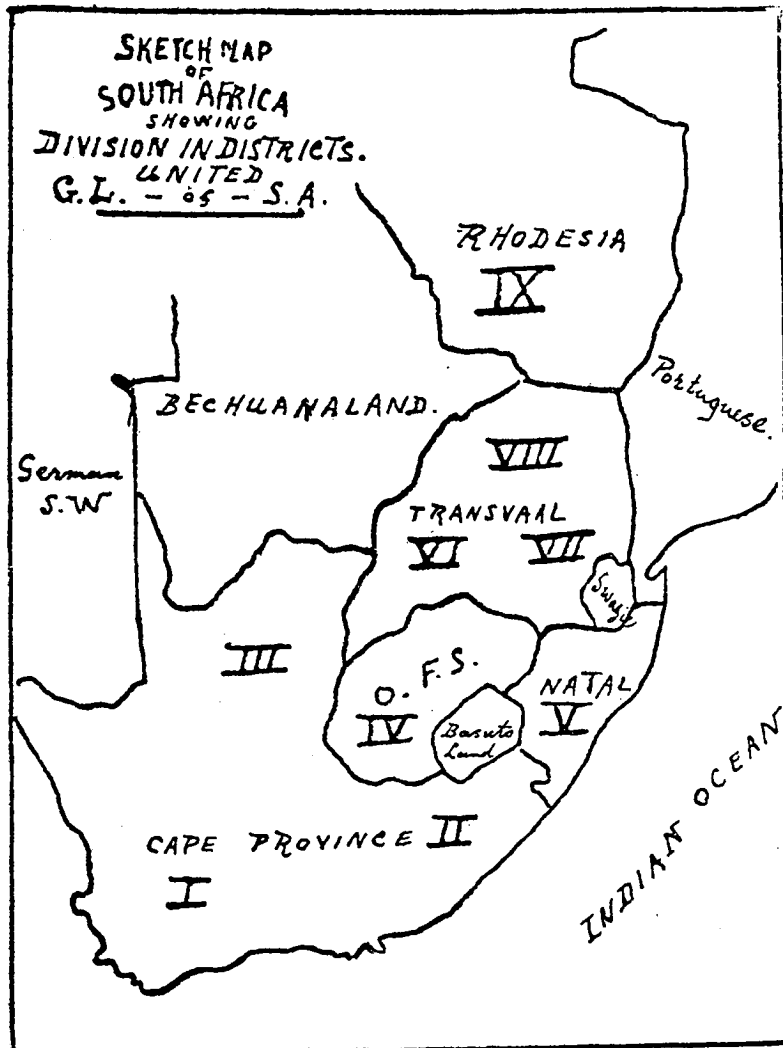 SKETCH MAP
OF
SOUTH AFRICA
SHOWING
DIVISION IN DISTRICTS.
UNITED
G.L. - of - S.A.
RHODESIA
IX
Portuguese.
BECHUANALAND.
German
S.W
VIII
TRANSVAAL
VI VII
Swazie
III
O. F. S.
IV
Basuto
Land
NATAL
V
CAPE PROVINCE II
I
INDIAN OCEAN